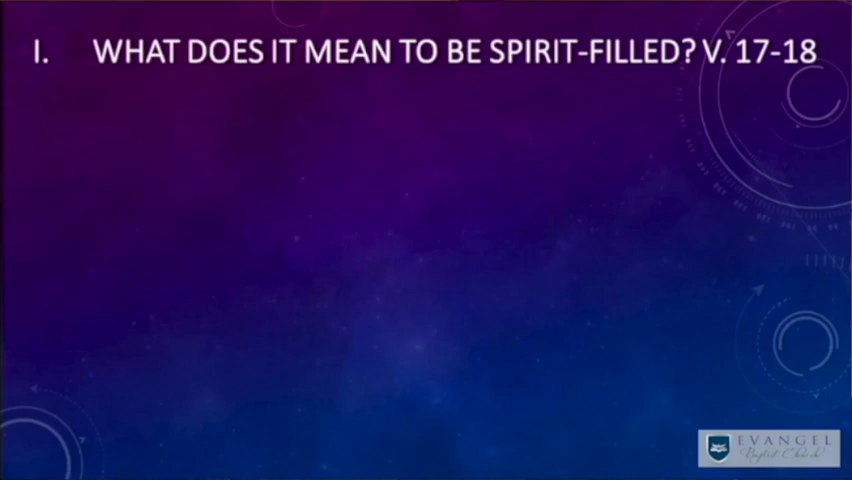 I. WHAT DOES IT MEAN TO BE SPIRIT-FILLED? V. 17-18
EVANGEL
Baptist Church